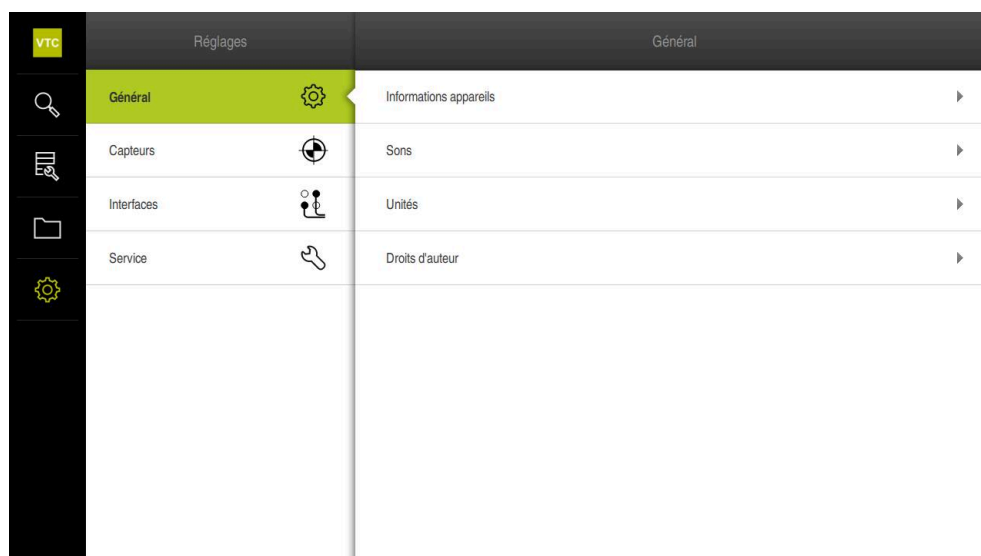 VTC
Réglages
Général
Général
Capteurs
Interfaces
Service
Informations appareils
Sons
Unités
Droits d'auteur